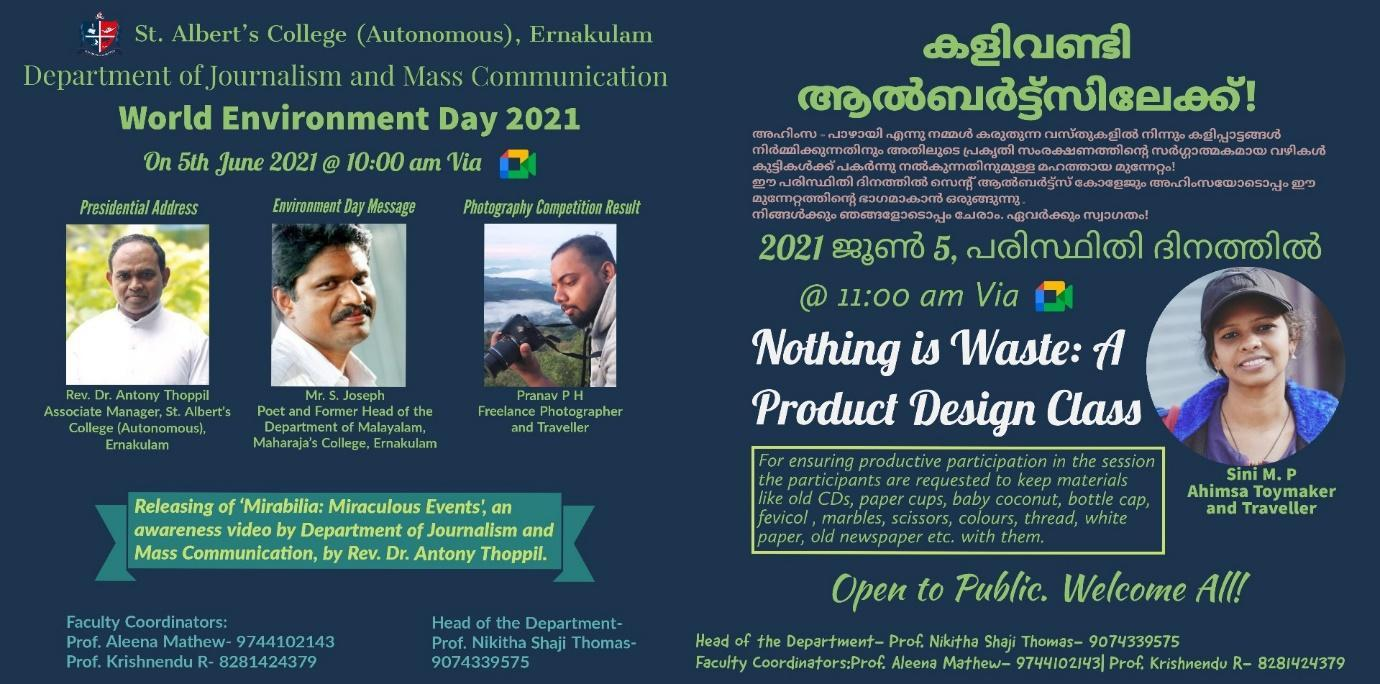 St. Albert's College (Autonomous), Ernakulam
Department of Journalism and Mass Communication
World Environment Day 2021
On 5th June 2021 @ 10:00 am Via
Presidential Address
Environment Day Message
Photography Competition Result
Rev. Dr. Antony Thoppil
Associate Manager, St. Albert's
College (Autonomous),
Ernakulam
Mr. S. Joseph
Poet and Former Head of the
Department of Malayalam,
Maharaja's College, Ernakulam
Pranav P H
Freelance Photographer
and Traveller
Releasing of 'Mirabilia: Miraculous Events', an
awareness video by Department of Journalism and
Mass Communication, by Rev. Dr. Antony Thoppil.
Faculty Coordinators:
Prof. Aleena Mathew- 9744102143
Prof. Krishnendu R- 8281424379
Head of the Department-
Prof. Nikitha Shaji Thomas-
9074339575
കളിവണ്ടി
ആൽബർട്ട്സിലേക്ക്!
അഹിംസ - പാഴായി എന്നു നമ്മൾ കരുതുന്ന വസ്തുകളിൽ നിന്നും കളിപ്പാട്ടങ്ങൾ
നിർമ്മിക്കുന്നതിനും അതിലൂടെ പ്രകൃതി സംരക്ഷണത്തിന്റെ സർഗ്ഗാത്മകമായ വഴികൾ
കുട്ടികൾക്ക് പകർന്നു നൽകുന്നതിനുമുള്ള മഹത്തായ മുന്നേറ്റം!
ഈ പരിസ്ഥിതി ദിനത്തിൽ സെന്റ് ആൽബർട്ട്സ് കോളേജും അഹിംസയോടൊപ്പം ഈ
മുന്നേറ്റത്തിന്റെ ഭാഗമാകാൻ ഒരുങ്ങുന്നു .
നിങ്ങൾക്കും ഞങ്ങളോടൊപ്പം ചേരാം. ഏവർക്കും സ്വാഗതം!
2021 ജൂൺ 5, പരിസ്ഥിതി ദിനത്തിൽ
@ 11:00 am Via
Nothing is Waste: A
Product Design Class
For ensuring productive participation in the session
the participants are requested to keep materials
like old CDs, paper cups, baby coconut, bottle cap,
fevicol , marbles, scissors, colours, thread, white
paper, old newspaper etc. with them.
Sini M. P
Ahimsa Toymaker
and Traveller
Open to Public. Welcome All!
Head of the Department- Prof. Nikitha Shaji Thomas- 9074339575
Faculty Coordinators:Prof. Aleena Mathew- 9744102143| Prof. Krishnendu R- 8281424379